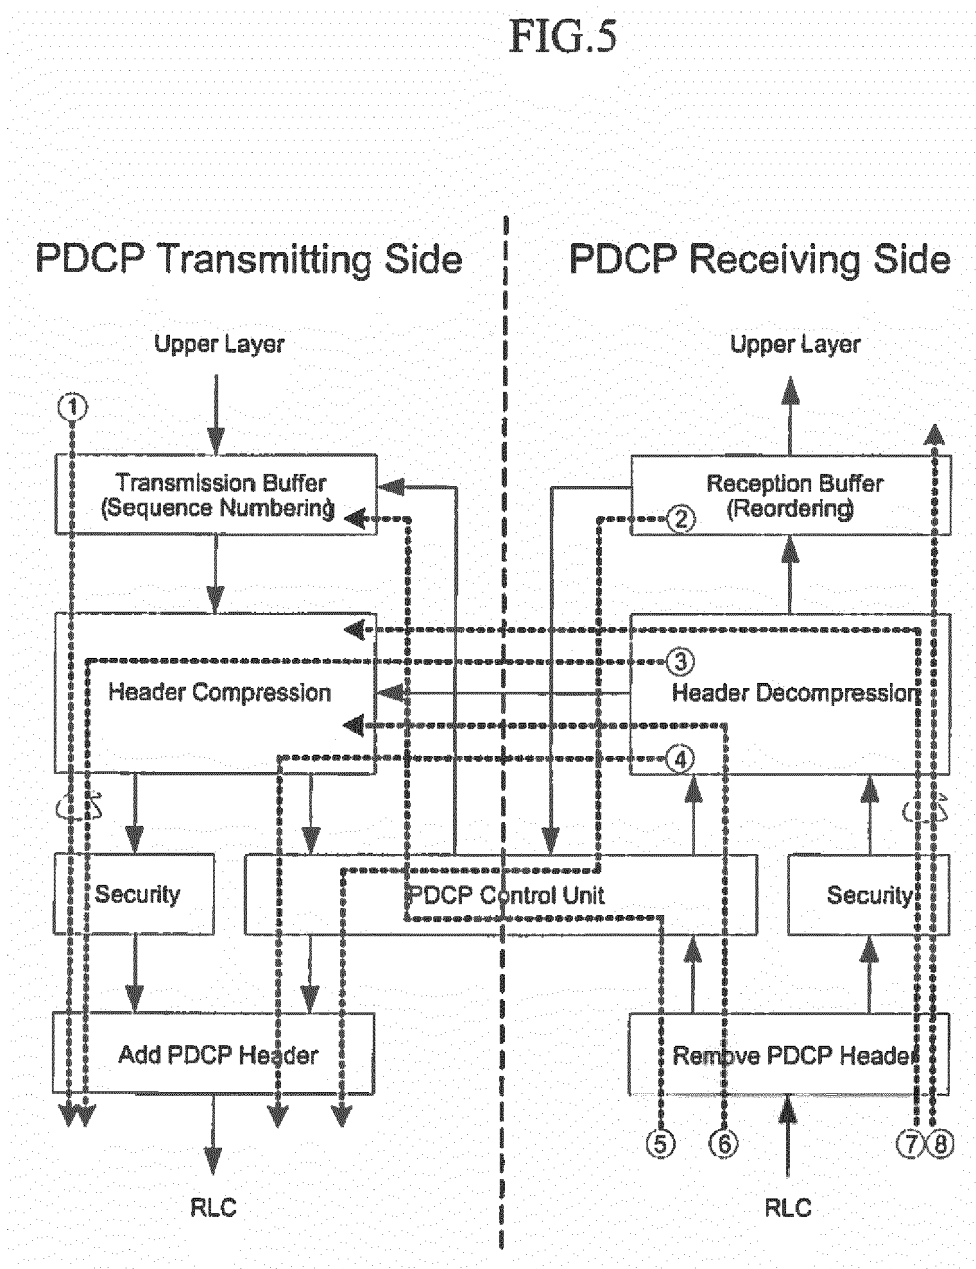 FIG.5
PDCP Transmitting Side
PDCP Receiving Side
Upper Layer
Upper Layer
①
Transmission Buffer
(Sequence Numbering)
Reception Buffer
(Reordering)
②
③
Header Compression
Header Decompression
④
Security
PDCP Control Unit
Security
Add PDCP Header
Remove PDCP Header
⑤
⑥
⑦
⑧
RLC
RLC